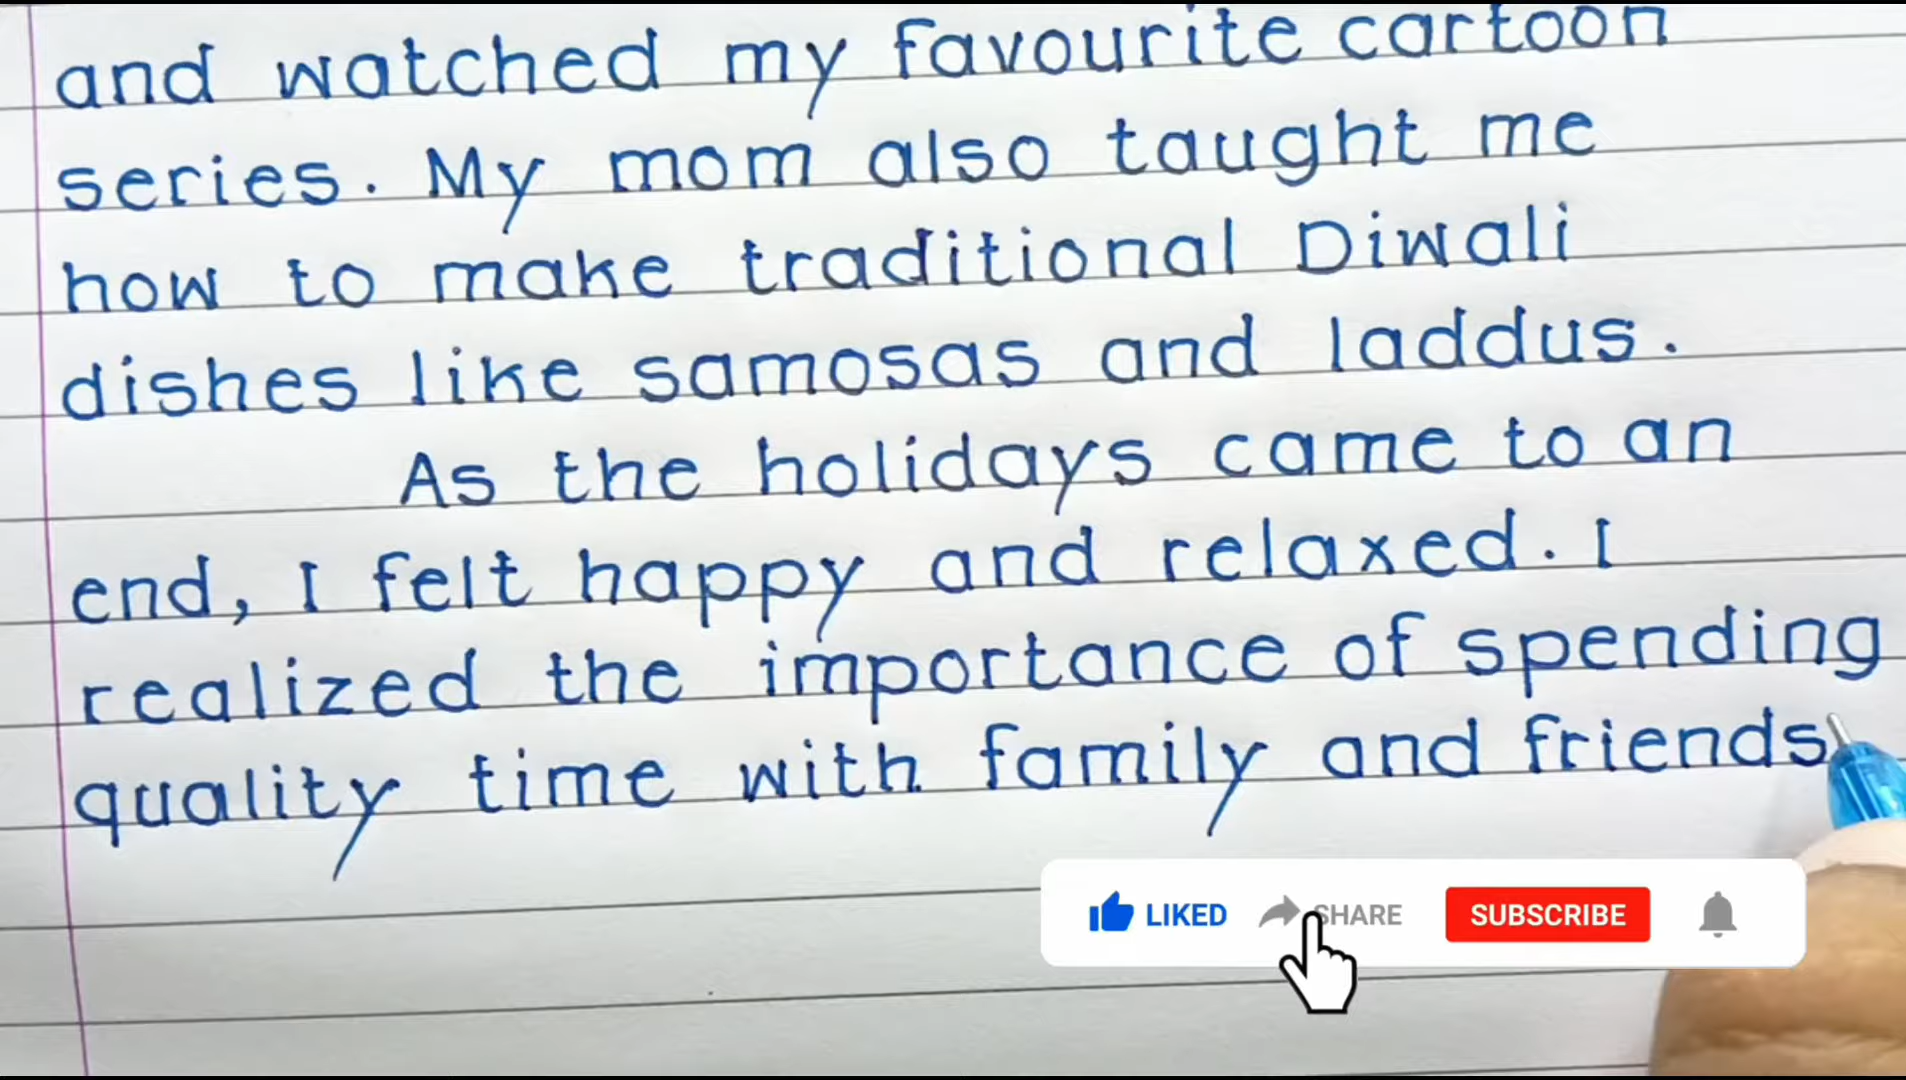 and watched my favourite cartoon
series. My mom also taught me
how to make traditional Diwali
dishes like samosas and laddus.
As the holidays came to an
end, I felt happy and relaxed. I
realized the importance of spending
quality time with family and friends
LIKED SHARE SUBSCRIBE